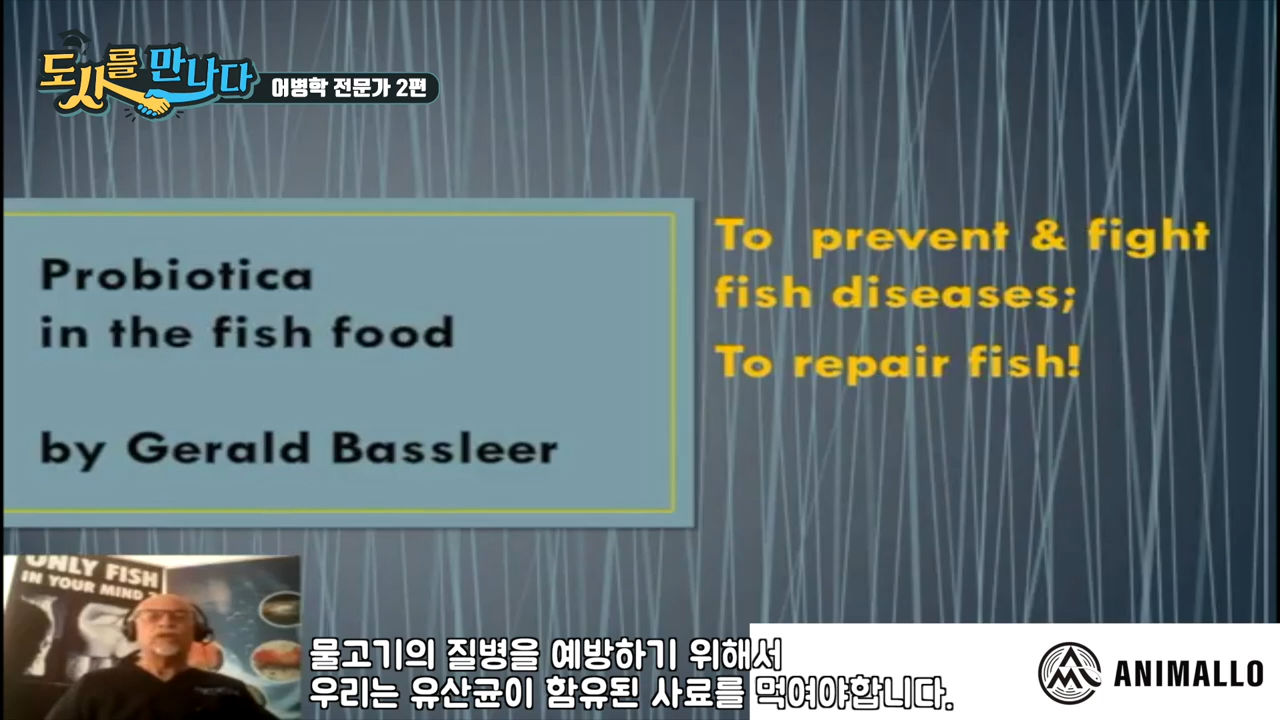 도사를 만나다
어병학 전문가 2편
Probiotica
in the fish food
by Gerald Bassleer
To prevent & fight
fish diseases;
To repair fish!
ONLY FISH
IN YOUR MIND ?
물고기의 질병을 예방하기 위해서
우리는 유산균이 함유된 사료를 먹여야합니다.
ANIMALLO